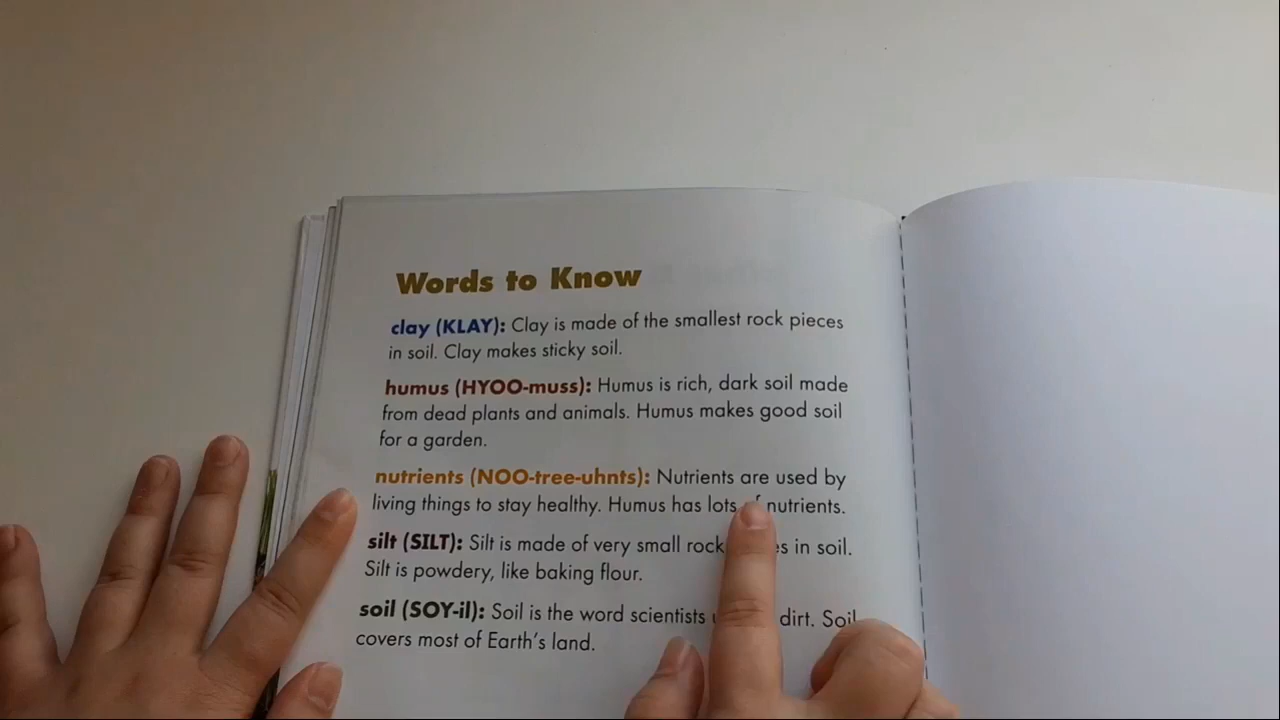 Words to Know
clay (KLAY): Clay is made of the smallest rock pieces
in soil. Clay makes sticky soil.
humus (HYOO-muss): Humus is rich, dark soil made
from dead plants and animals. Humus makes good soil
for a garden.
nutrients (NOO-tree-uhnts): Nutrients are used by
living things to stay healthy. Humus has lots of nutrients.
silt (SILT): Silt is made of very small rock in soil.
Silt is powdery, like baking flour.
soil (SOY-il): Soil is the word scientists dirt. Soil
covers most of Earth's land.